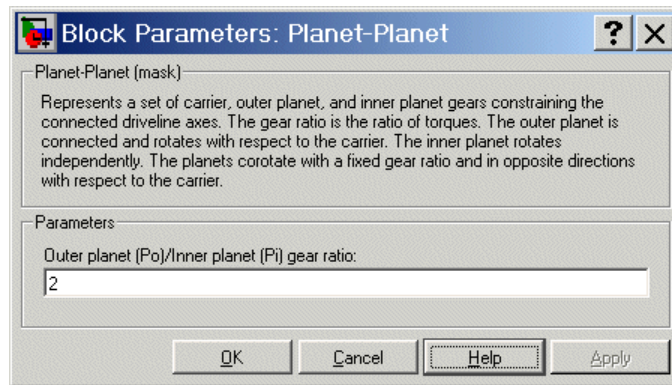 Block Parameters: Planet-Planet
Planet-Planet (mask)
Represents a set of carrier, outer planet, and inner planet gears constraining the
connected driveline axes. The gear ratio is the ratio of torques. The outer planet is
connected and rotates with respect to the carrier. The inner planet rotates
independently. The planets corotate with a fixed gear ratio and in opposite directions
with respect to the carrier.
Parameters
Outer planet (Po)/Inner planet (Pi) gear ratio:
2
OK Cancel Help Apply